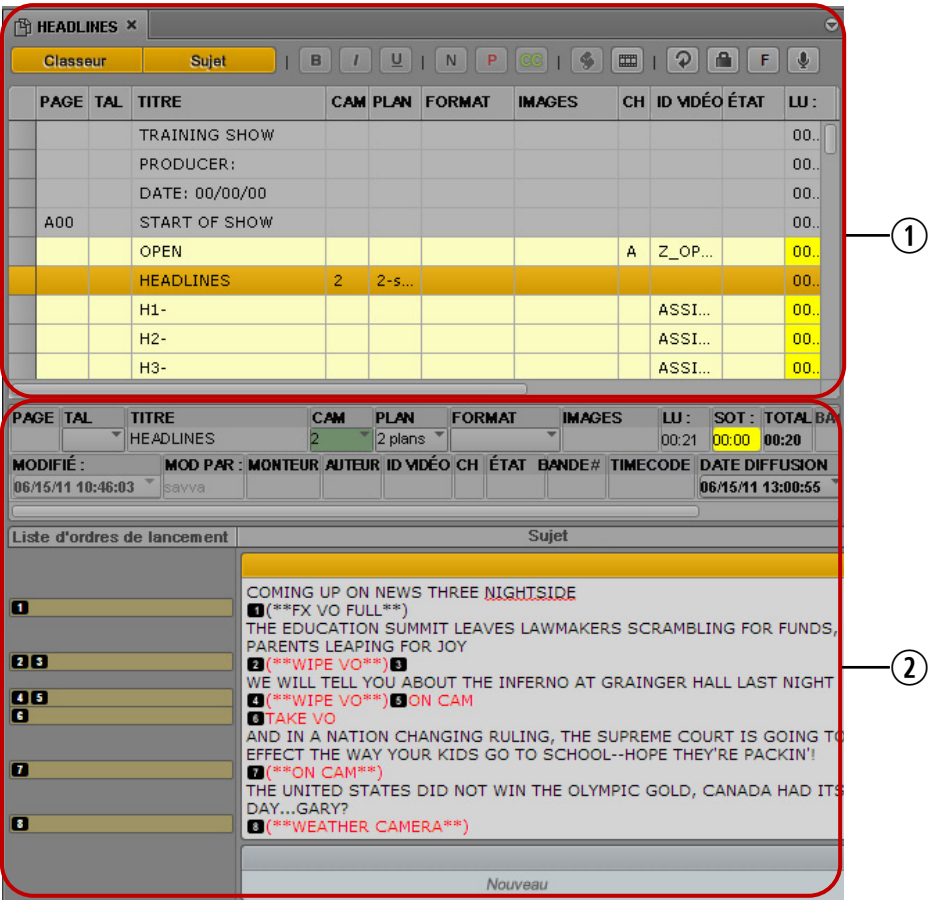 HEADLINES ×
Classeur Sujet | B I U | N P CC | | F
PAGE TAL TITRE CAM PLAN FORMAT IMAGES CH ID VIDÉO ÉTAT LU :
TRAINING SHOW 00..
PRODUCER: 00..
DATE: 00/00/00 00..
A00 START OF SHOW 00..
OPEN A Z_OP... 00..
HEADLINES 2 2-s... 00..
H1- ASSI... 00..
H2- ASSI... 00..
H3- ASSI... 00..
1
PAGE TAL TITRE CAM PLAN FORMAT IMAGES LU : SOT : TOTAL BA
HEADLINES 2 2 plans 00:21 00:00 00:20
MODIFIÉ : MOD PAR : MONTEUR AUTEUR ID VIDÉO CH ÉTAT BANDE# TIMECODE DATE DIFFUSION
06/15/11 10:46:03 savva 06/15/11 13:00:55
Liste d'ordres de lancement Sujet
COMING UP ON NEWS THREE NIGHTSIDE
1 1(**FX VO FULL**)
THE EDUCATION SUMMIT LEAVES LAWMAKERS SCRAMBLING FOR FUNDS,
PARENTS LEAPING FOR JOY
2 3 2(**WIPE VO**)3
WE WILL TELL YOU ABOUT THE INFERNO AT GRAINGER HALL LAST NIGHT
4 5 4(**WIPE VO**)5ON CAM
6 6TAKE VO
AND IN A NATION CHANGING RULING, THE SUPREME COURT IS GOING TO
EFFECT THE WAY YOUR KIDS GO TO SCHOOL--HOPE THEY'RE PACKIN'!
7 7(**ON CAM**)
THE UNITED STATES DID NOT WIN THE OLYMPIC GOLD, CANADA HAD ITS
DAY...GARY?
8 8(**WEATHER CAMERA**)
Nouveau
2